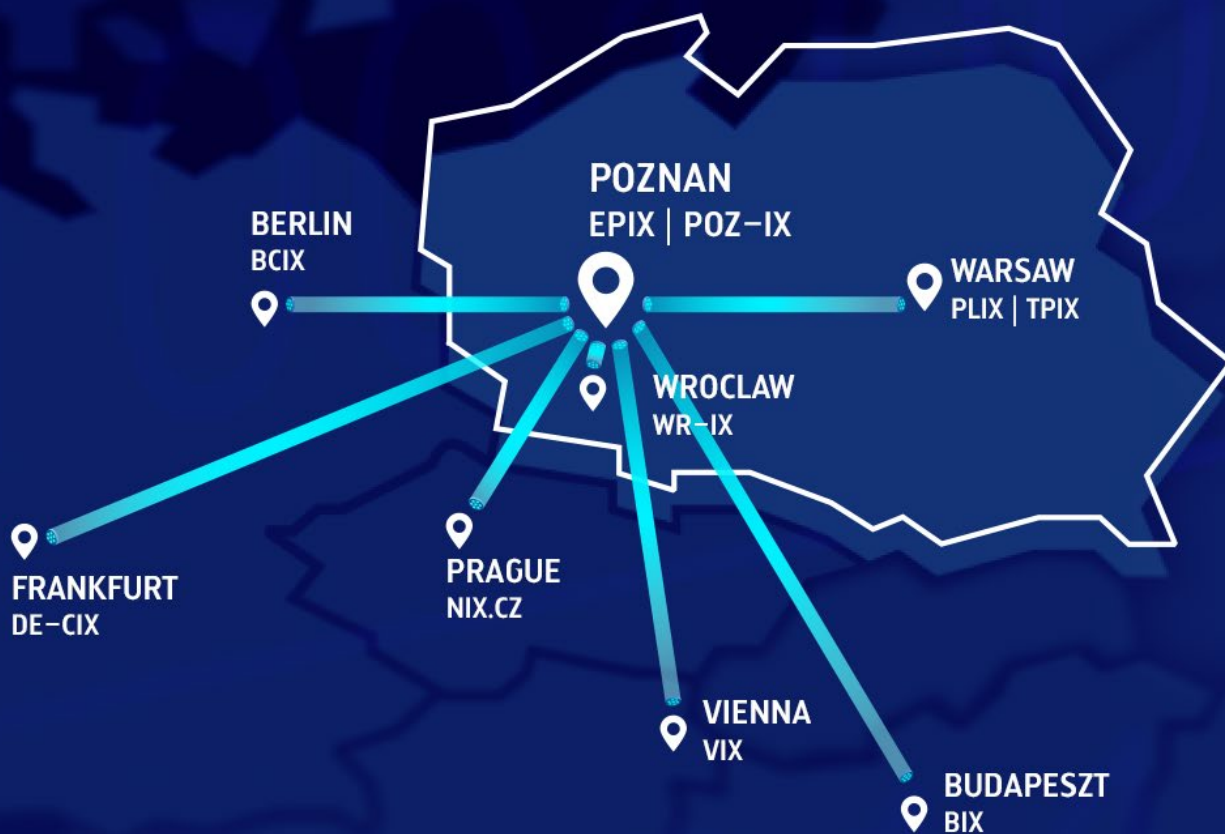 POZNAN
EPIX | POZ-IX
BERLIN
BCIX
WARSAW
PLIX | TPIX
WROCLAW
WR-IX
FRANKFURT
DE-CIX
PRAGUE
NIX.CZ
VIENNA
VIX
BUDAPESZT
BIX